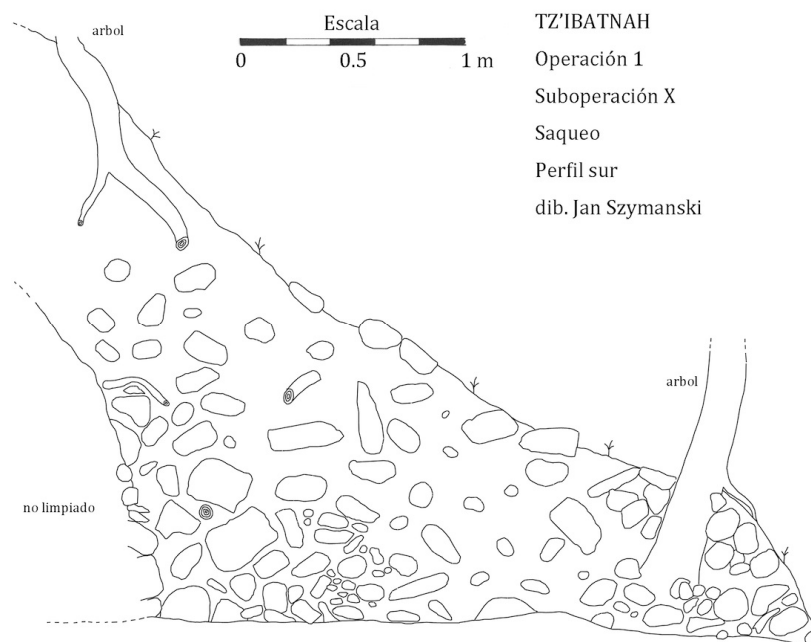 arbol
Escala
0 0.5 1 m
TZ'IBATNAH
Operación 1
Suboperación X
Saqueo
Perfil sur
dib. Jan Szymanski
arbol
no limpiado